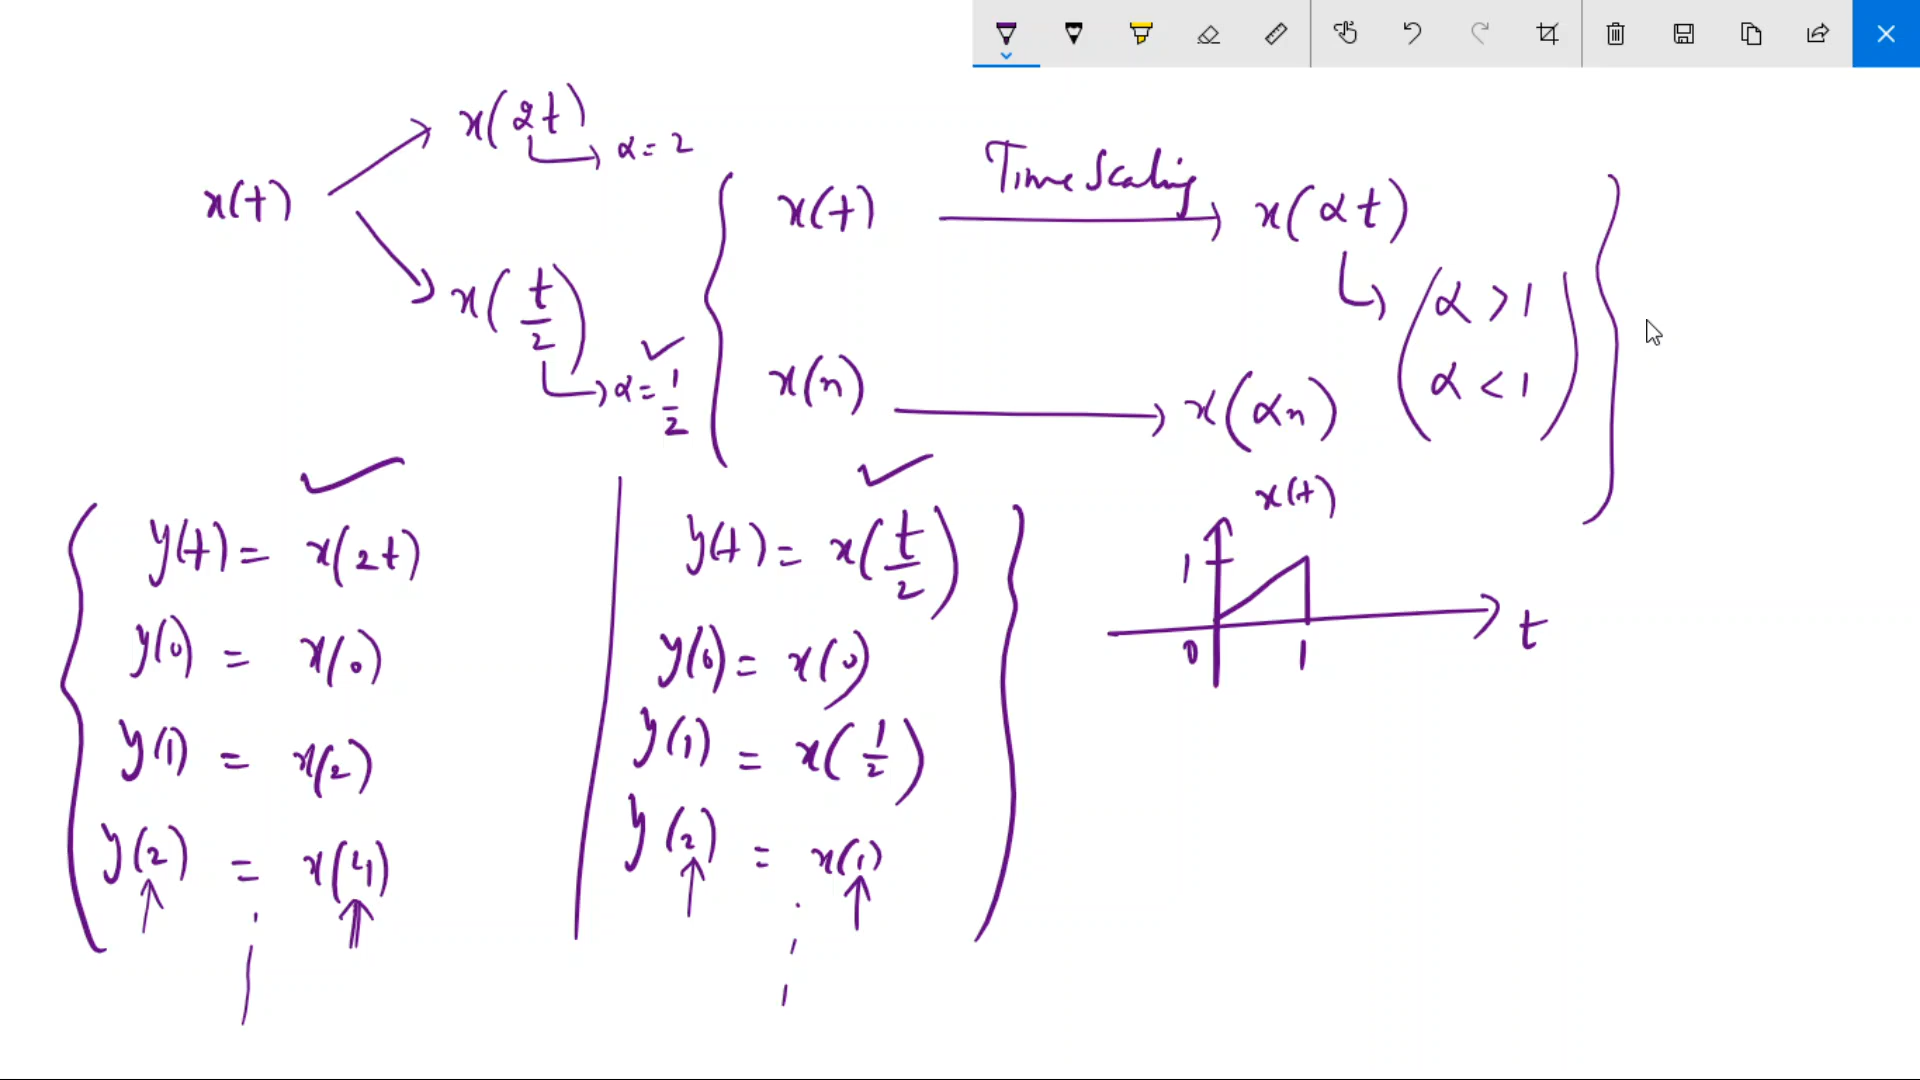 x(2t)
α = 2
x(t)
x(t/2)
α = 1/2
Time Scaling
x(t)
x(αt)
α > 1
α < 1
x(n)
x(αn)
y(t) = x(2t)
y(0) = x(0)
y(1) = x(2)
y(2) = x(4)
y(t) = x(t/2)
y(0) = x(0)
y(1) = x(1/2)
y(2) = x(1)
x(t)
1
0
1
t